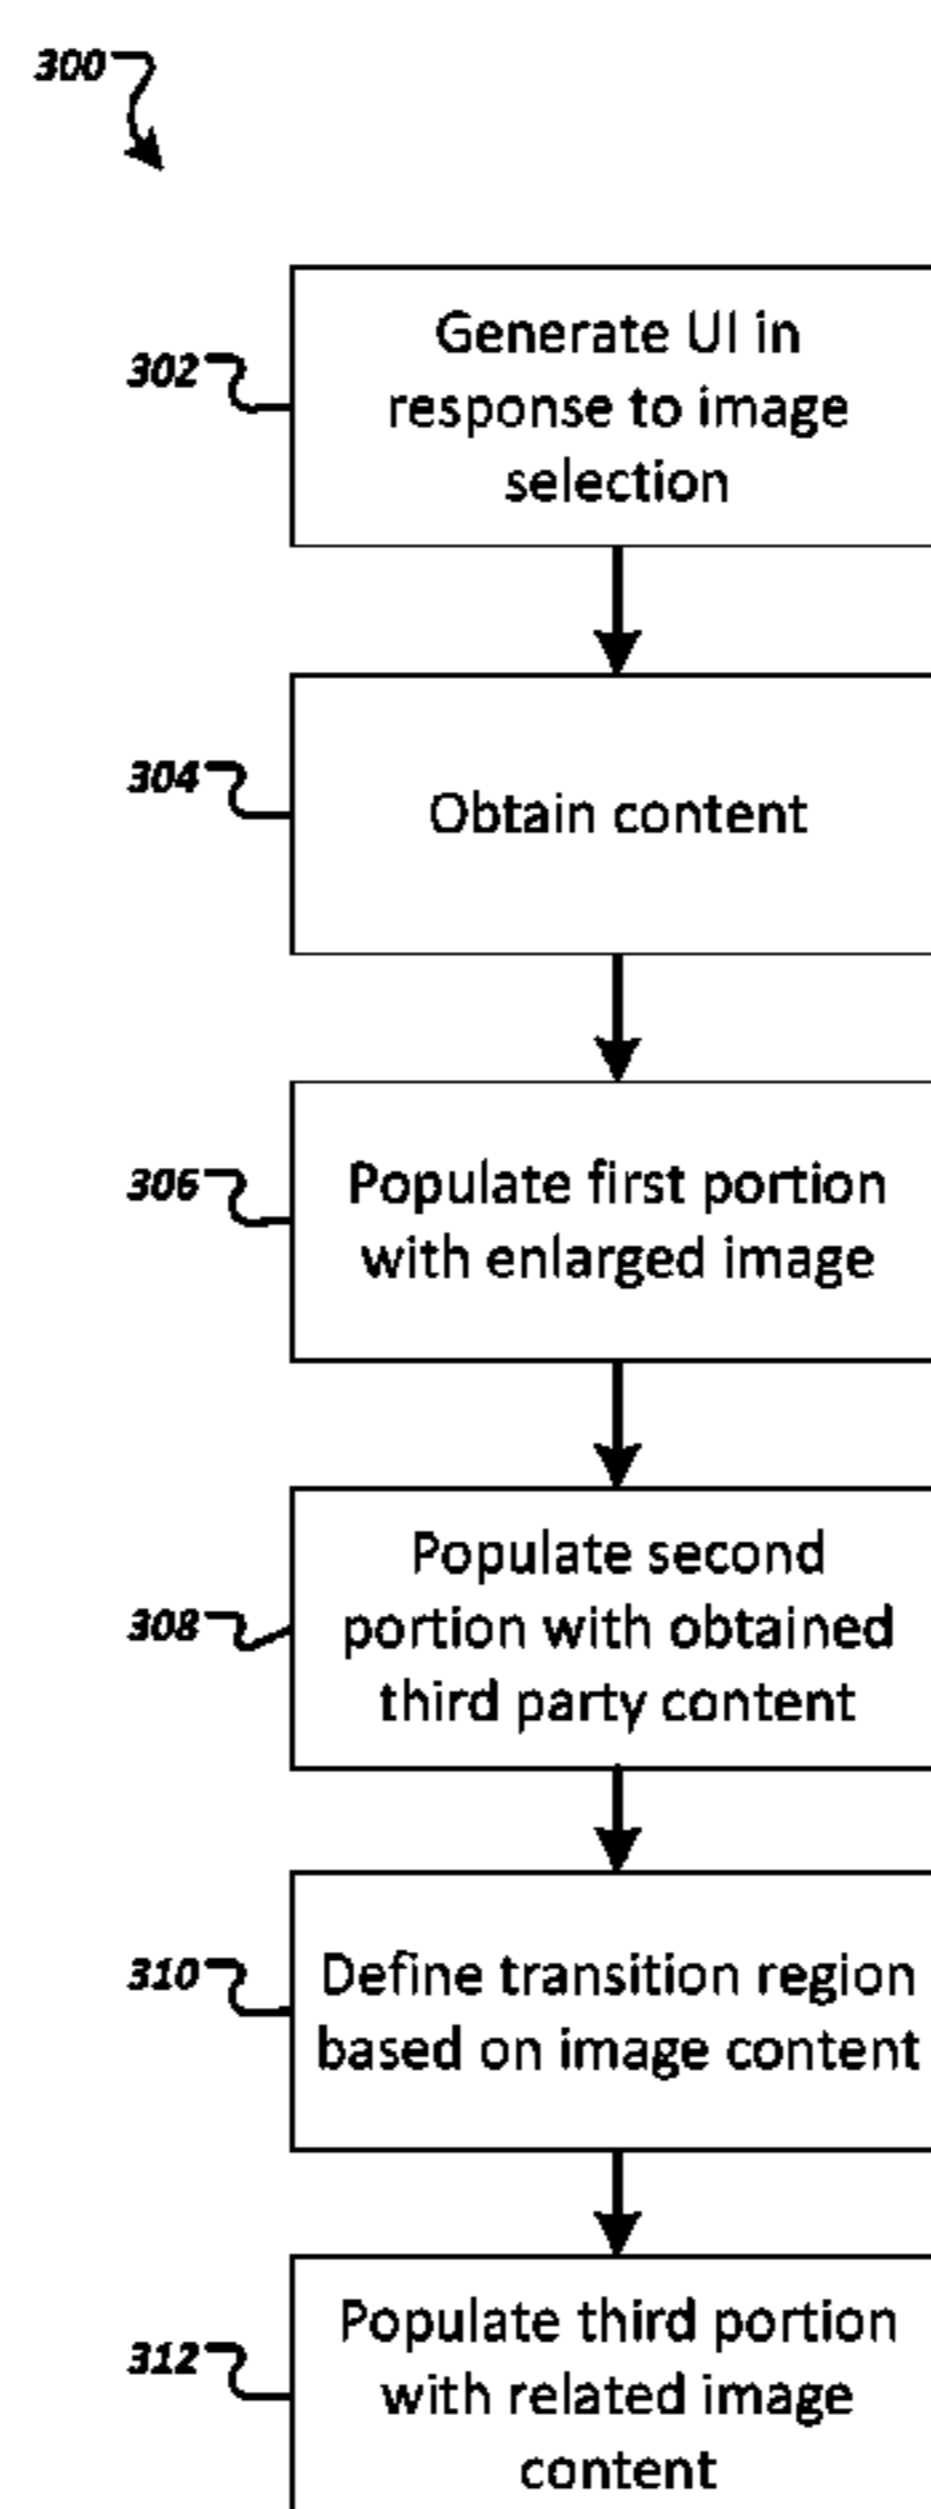 300
302
Generate UI in
response to image
selection
304
Obtain content
306
Populate first portion
with enlarged image
308
Populate second
portion with obtained
third party content
310
Define transition region
based on image content
312
Populate third portion
with related image
content